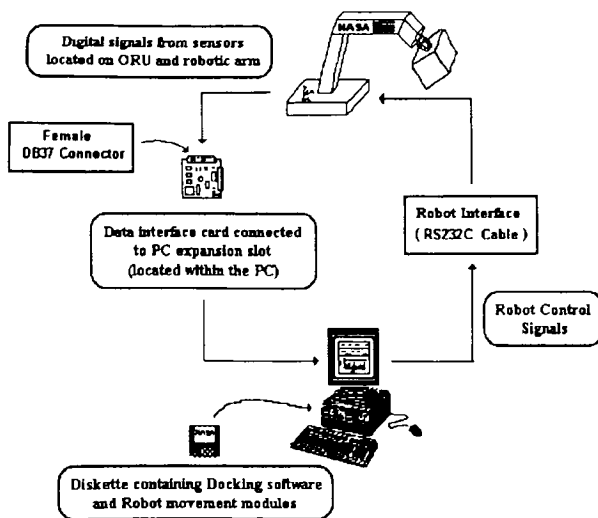 Digital signals from sensors
located on ORU and robotic arm
NASA
Female
DB37 Connector
Data interface card connected
to PC expansion slot
(located within the PC)
Robot Interface
( RS232C Cable )
Robot Control
Signals
NASA
Diskette containing Docking software
and Robot movement modules